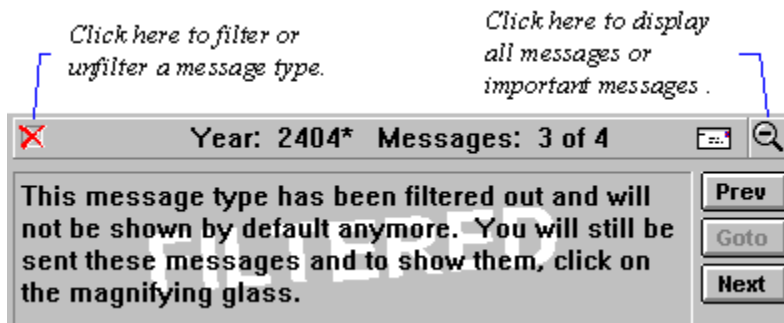 Click here to filter or
unfilter a message type.
Click here to display
all messages or
important messages .
Year: 2404* Messages: 3 of 4
This message type has been filtered out and will
not be shown by default anymore. You will still be
sent these messages and to show them, click on
the magnifying glass.
FILTERED
Prev
Goto
Next